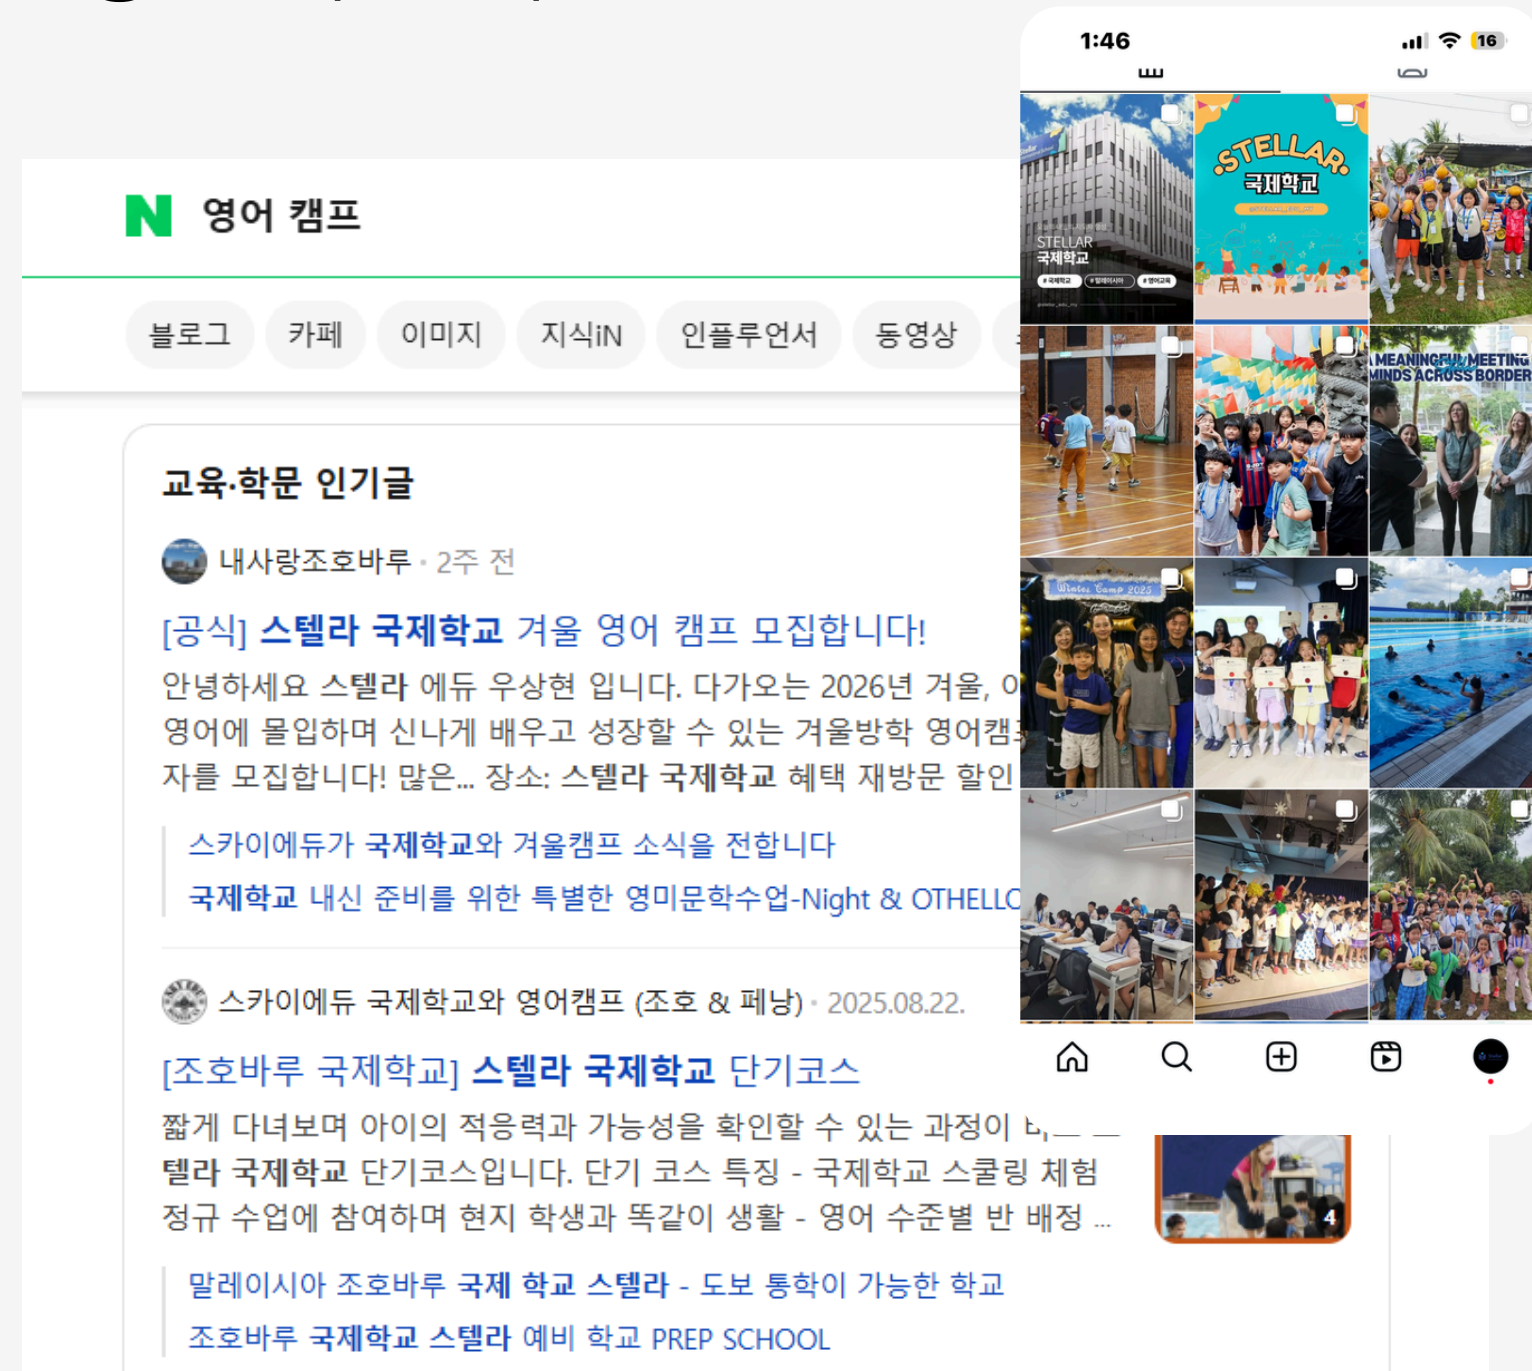 N 영어 캠프
블로그 카페 이미지 지식iN 인플루언서 동영상
교육·학문 인기글
내사랑조호바루 · 2주 전
[공식] 스텔라 국제학교 겨울 영어 캠프 모집합니다!
안녕하세요 스텔라 에듀 우상현 입니다. 다가오는 2026년 겨울,
영어에 몰입하며 신나게 배우고 성장할 수 있는 겨울방학 영어캠프
자를 모집합니다! 많은... 장소: 스텔라 국제학교 혜택 재방문 할인
스카이에듀가 국제학교와 겨울캠프 소식을 전합니다
국제학교 내신 준비를 위한 특별한 영미문학수업-Night & OTHELLO
스카이에듀 국제학교와 영어캠프 (조호 & 페낭) · 2025.08.22.
[조호바루 국제학교] 스텔라 국제학교 단기코스
짧게 다녀보며 아이의 적응력과 가능성을 확인할 수 있는 과정이
텔라 국제학교 단기코스입니다. 단기 코스 특징 - 국제학교 스쿨링 체험
정규 수업에 참여하며 현지 학생과 똑같이 생활 - 영어 수준별 반 배정 ...
4
말레이시아 조호바루 국제 학교 스텔라 - 도보 통학이 가능한 학교
조호바루 국제학교 스텔라 예비 학교 PREP SCHOOL
1:46
16
STELLAR
국제학교
# 국제학교 # 말레이시아 # 영어교육
STELLAR
국제학교
A MEANINGFUL MEETING
MINDS ACROSS BORDER
Winter Camp 2025